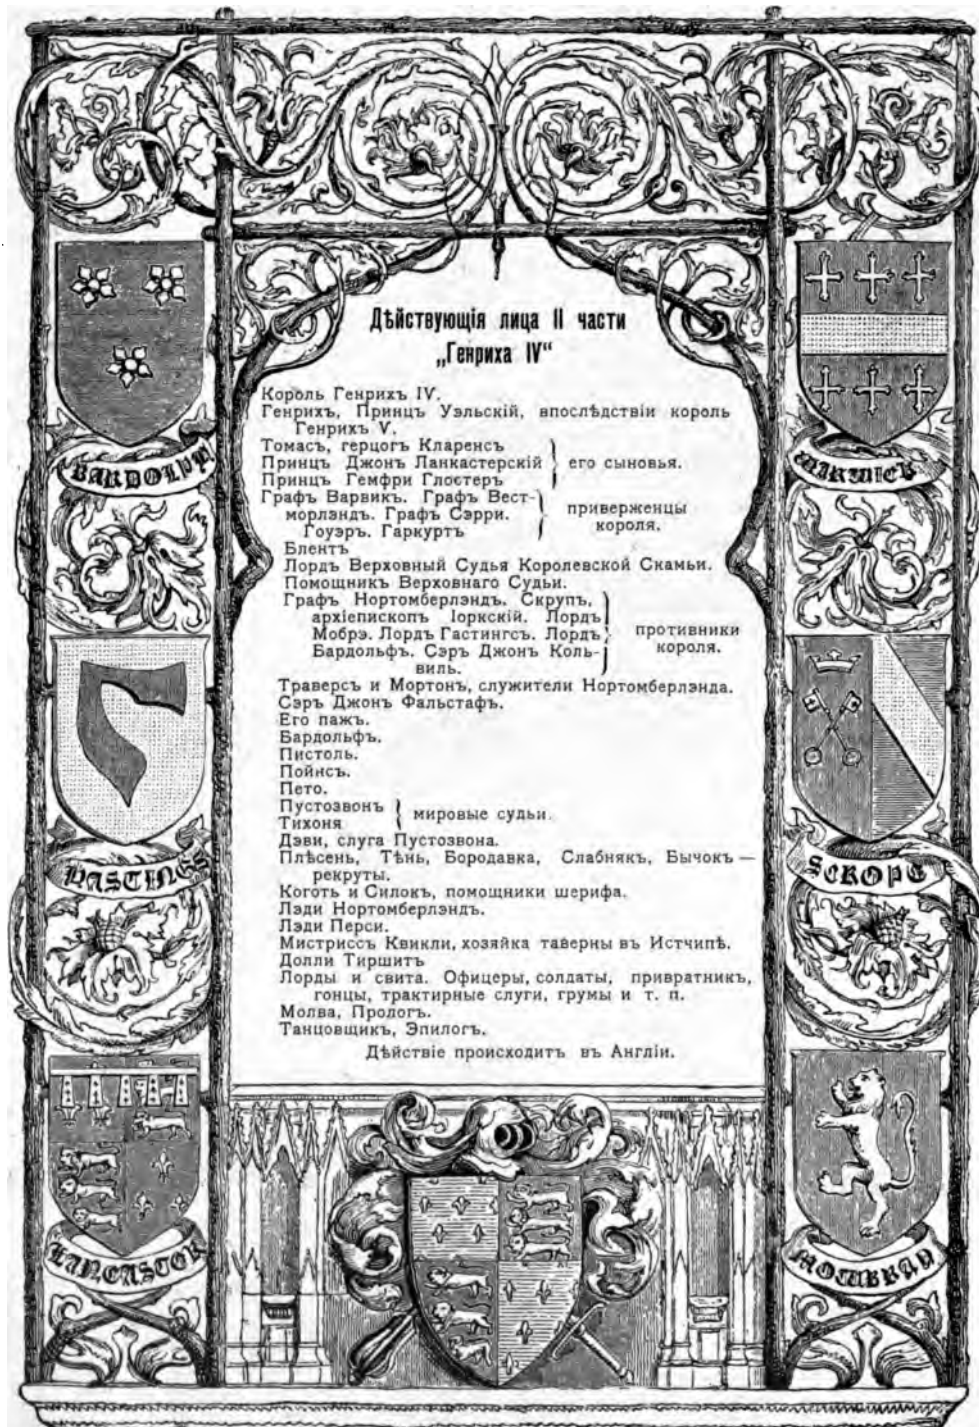 Дѣйствующія лица II части
„Генриха IV“
Король Генрихъ IV.
Генрихъ, Принцъ Уэльскій, впослѣдствіи король
Генрихъ V.
Томасъ, герцогъ Кларенсъ
Принцъ Джонъ Ланкастерскій } его сыновья.
Принцъ Гемфри Глостеръ
Графъ Варвикъ. Графъ Вест-
морлэндъ. Графъ Сэрри. } приверженцы
Гоуэръ. Гаркуртъ короля.
Блентъ
Лордъ Верховный Судья Королевской Скамьи.
Помощникъ Верховнаго Судьи.
Графъ Нортомберлэндъ. Скрупъ,
архіепископъ Іоркскій. Лордъ
Мобрэ. Лордъ Гастингсъ. Лордъ } противники
Бардольфъ. Сэръ Джонъ Коль- короля.
виль.
Траверсъ и Мортонъ, служители Нортомберлэнда.
Сэръ Джонъ Фальстафъ.
Его пажъ.
Бардольфъ.
Пистоль.
Пойнсъ.
Пето.
Пустозвонъ } мировые судьи.
Тихоня
Дэви, слуга Пустозвона.
Плѣсень, Тѣнь, Бородавка, Слабнякъ, Бычокъ —
рекруты.
Коготь и Силокъ, помощники шерифа.
Лэди Нортомберлэндъ.
Лэди Перси.
Мистриссъ Квикли, хозяйка таверны въ Истчипѣ.
Долли Тиршитъ
Лорды и свита. Офицеры, солдаты, привратникъ,
гонцы, трактирные слуги, грумы и т. п.
Молва, Прологъ.
Танцовщикъ, Эпилогъ.
Дѣйствіе происходитъ въ Англіи.
BARDOLPH
WARWICK
HASTINGS
SCROPE
LANCASTOR
MOWBRAY